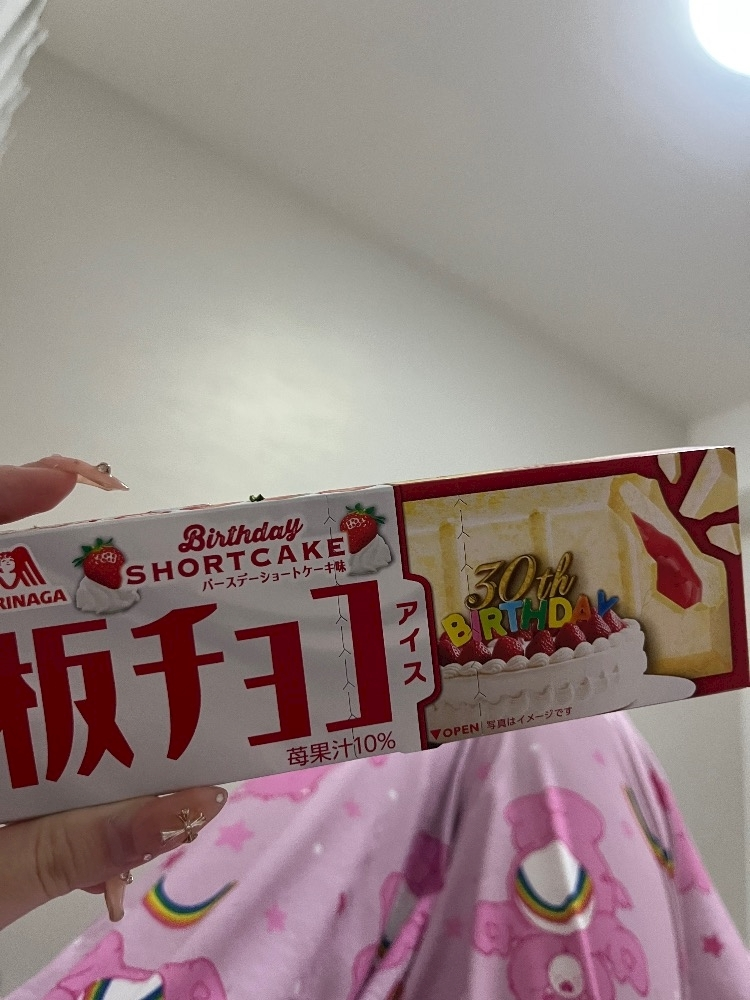 Birthday
SHORTCAKE
バースデーショートケーキ味
RINAGA
板チョコ
アイス
苺果汁10%
30th
BIRTHDAY
▼OPEN
写真はイメージです